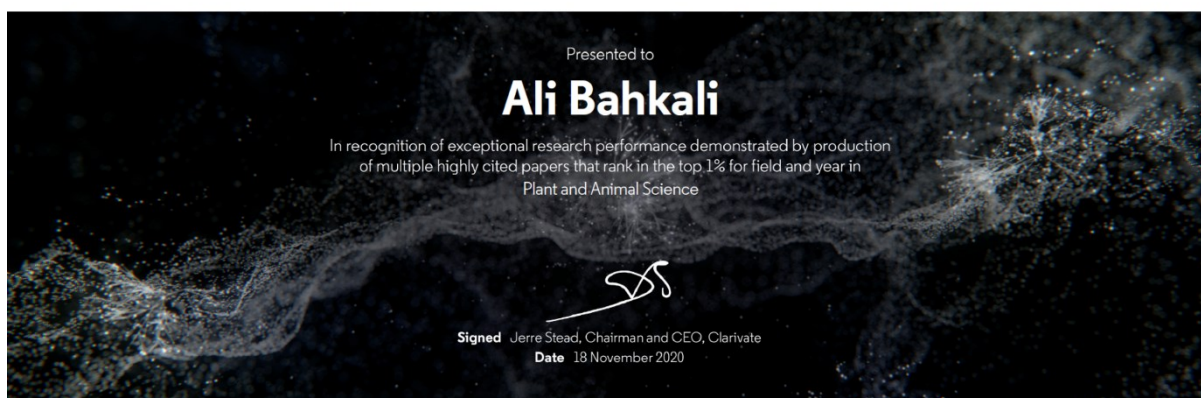 Presented to
Ali Bahkali
In recognition of exceptional research performance demonstrated by production
of multiple highly cited papers that rank in the top 1% for field and year in
Plant and Animal Science
Signed Jerre Stead, Chairman and CEO, Clarivate
Date 18 November 2020